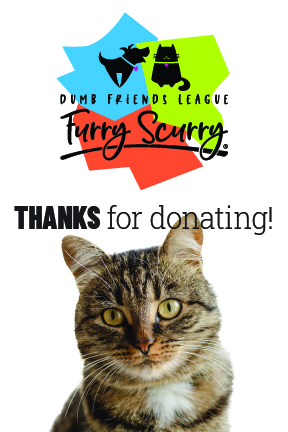 DUMB FRIENDS LEAGUE
Furry Scurry®
THANKS for donating!